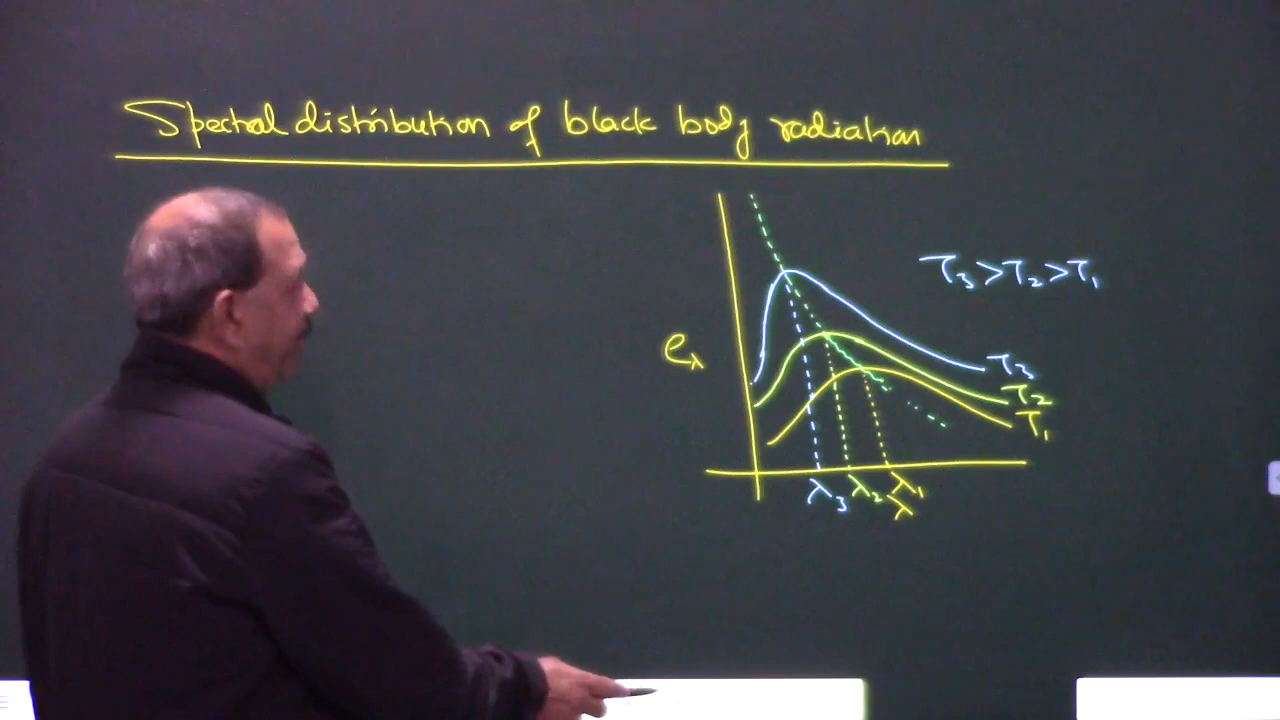 Spectral distribution of black body radiation
T₃ > T₂ > T₁
eλ
T₃
T₂
T₁
λ₃ λ₂ λ₁
λ